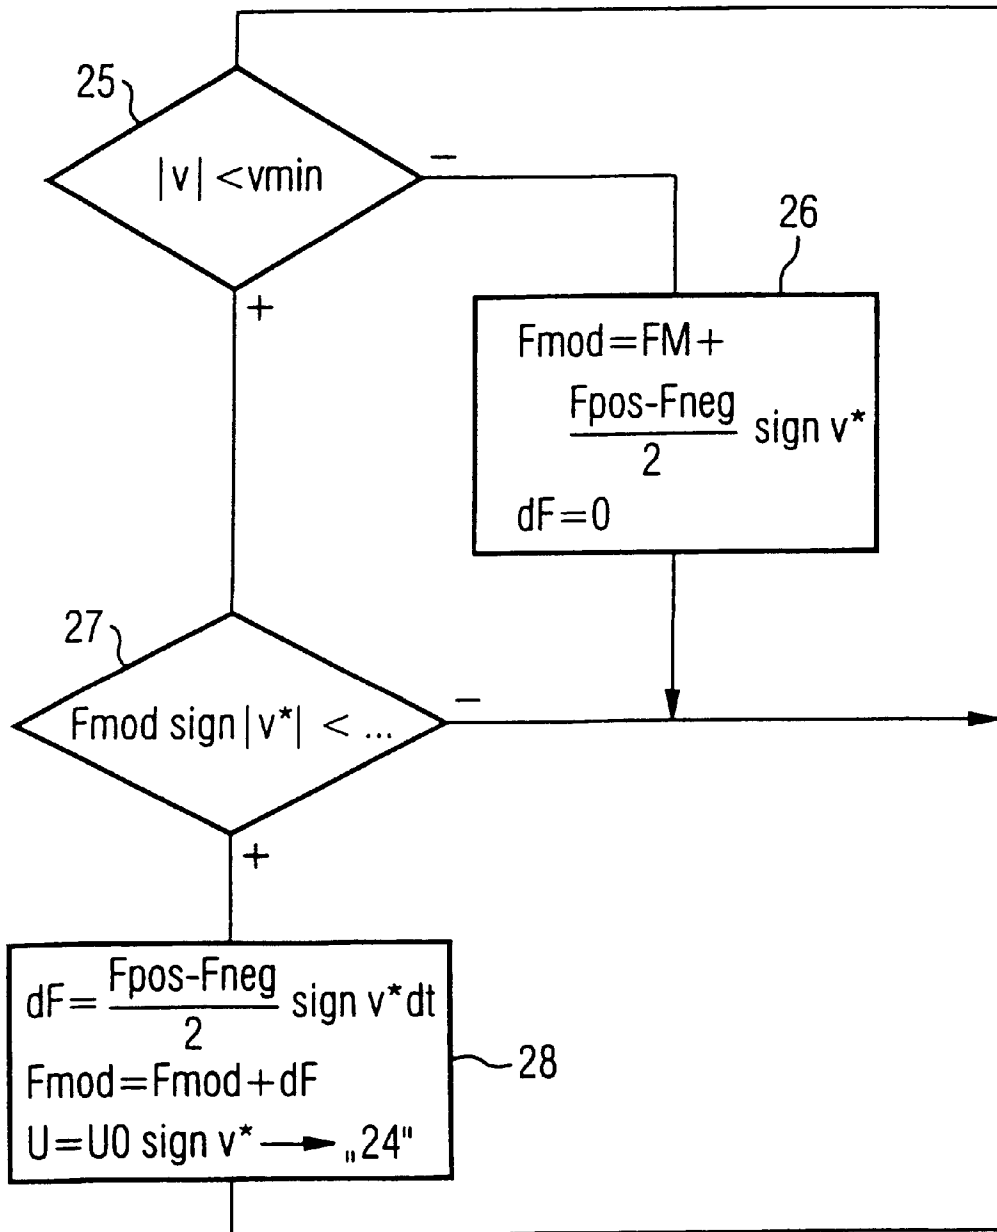 25
|v| <vmin
−
+
26
Fmod=FM+
Fpos-Fneg
2
sign v*
dF=0
27
Fmod sign|v*| < ...
−
+
dF= Fpos-Fneg
2
sign v*dt
Fmod=Fmod+dF
U=U0 sign v* → „24"
28